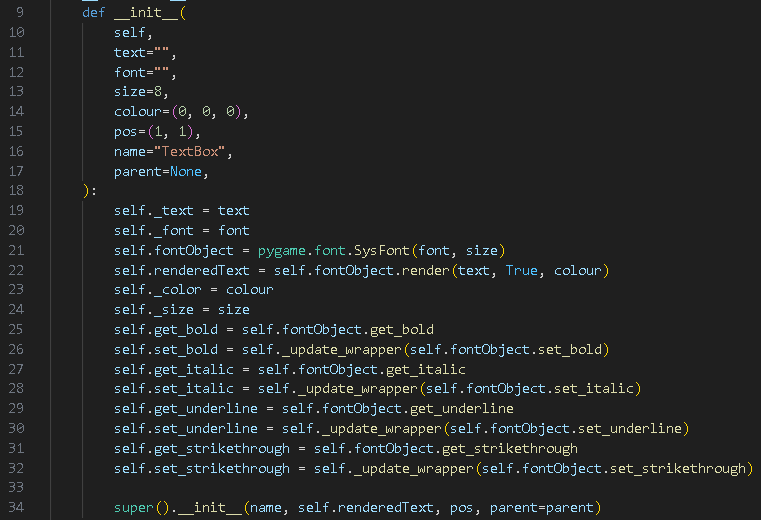 9 def __init__(
10 self,
11 text="",
12 font="",
13 size=8,
14 colour=(0, 0, 0),
15 pos=(1, 1),
16 name="TextBox",
17 parent=None,
18 ):
19 self._text = text
20 self._font = font
21 self.fontObject = pygame.font.SysFont(font, size)
22 self.renderedText = self.fontObject.render(text, True, colour)
23 self._color = colour
24 self._size = size
25 self.get_bold = self.fontObject.get_bold
26 self.set_bold = self._update_wrapper(self.fontObject.set_bold)
27 self.get_italic = self.fontObject.get_italic
28 self.set_italic = self._update_wrapper(self.fontObject.set_italic)
29 self.get_underline = self.fontObject.get_underline
30 self.set_underline = self._update_wrapper(self.fontObject.set_underline)
31 self.get_strikethrough = self.fontObject.get_strikethrough
32 self.set_strikethrough = self._update_wrapper(self.fontObject.set_strikethrough)
33
34 super().__init__(name, self.renderedText, pos, parent=parent)